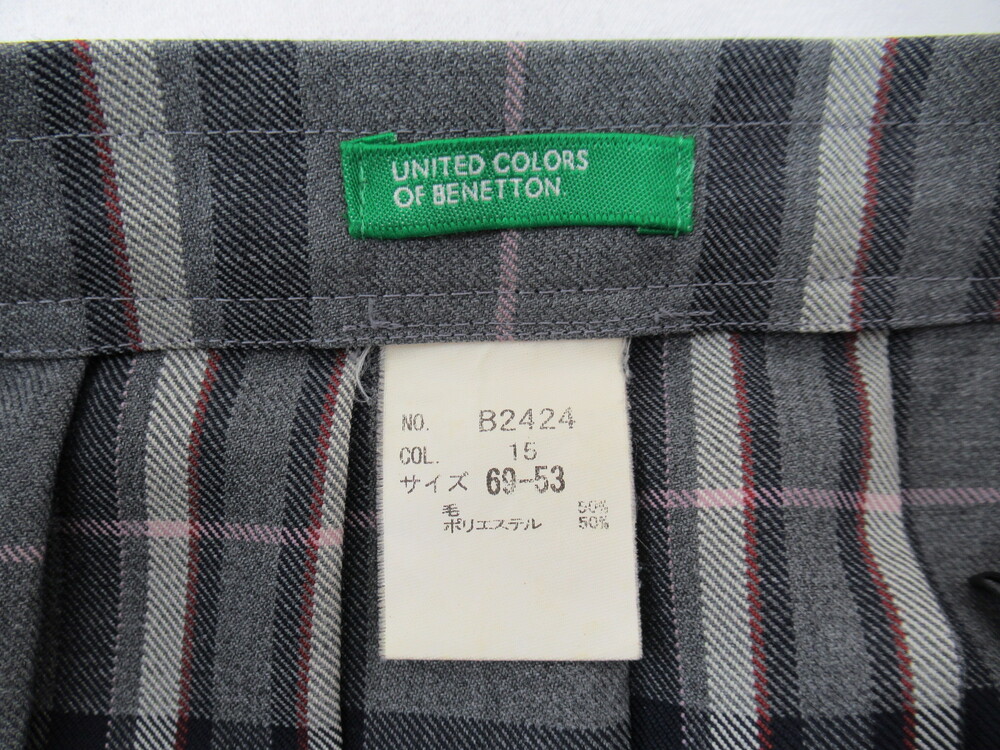 UNITED COLORS
OF BENETTON.
NO. B2424
COL. 15
サイズ 69-53
毛 50%
ポリエステル 50%